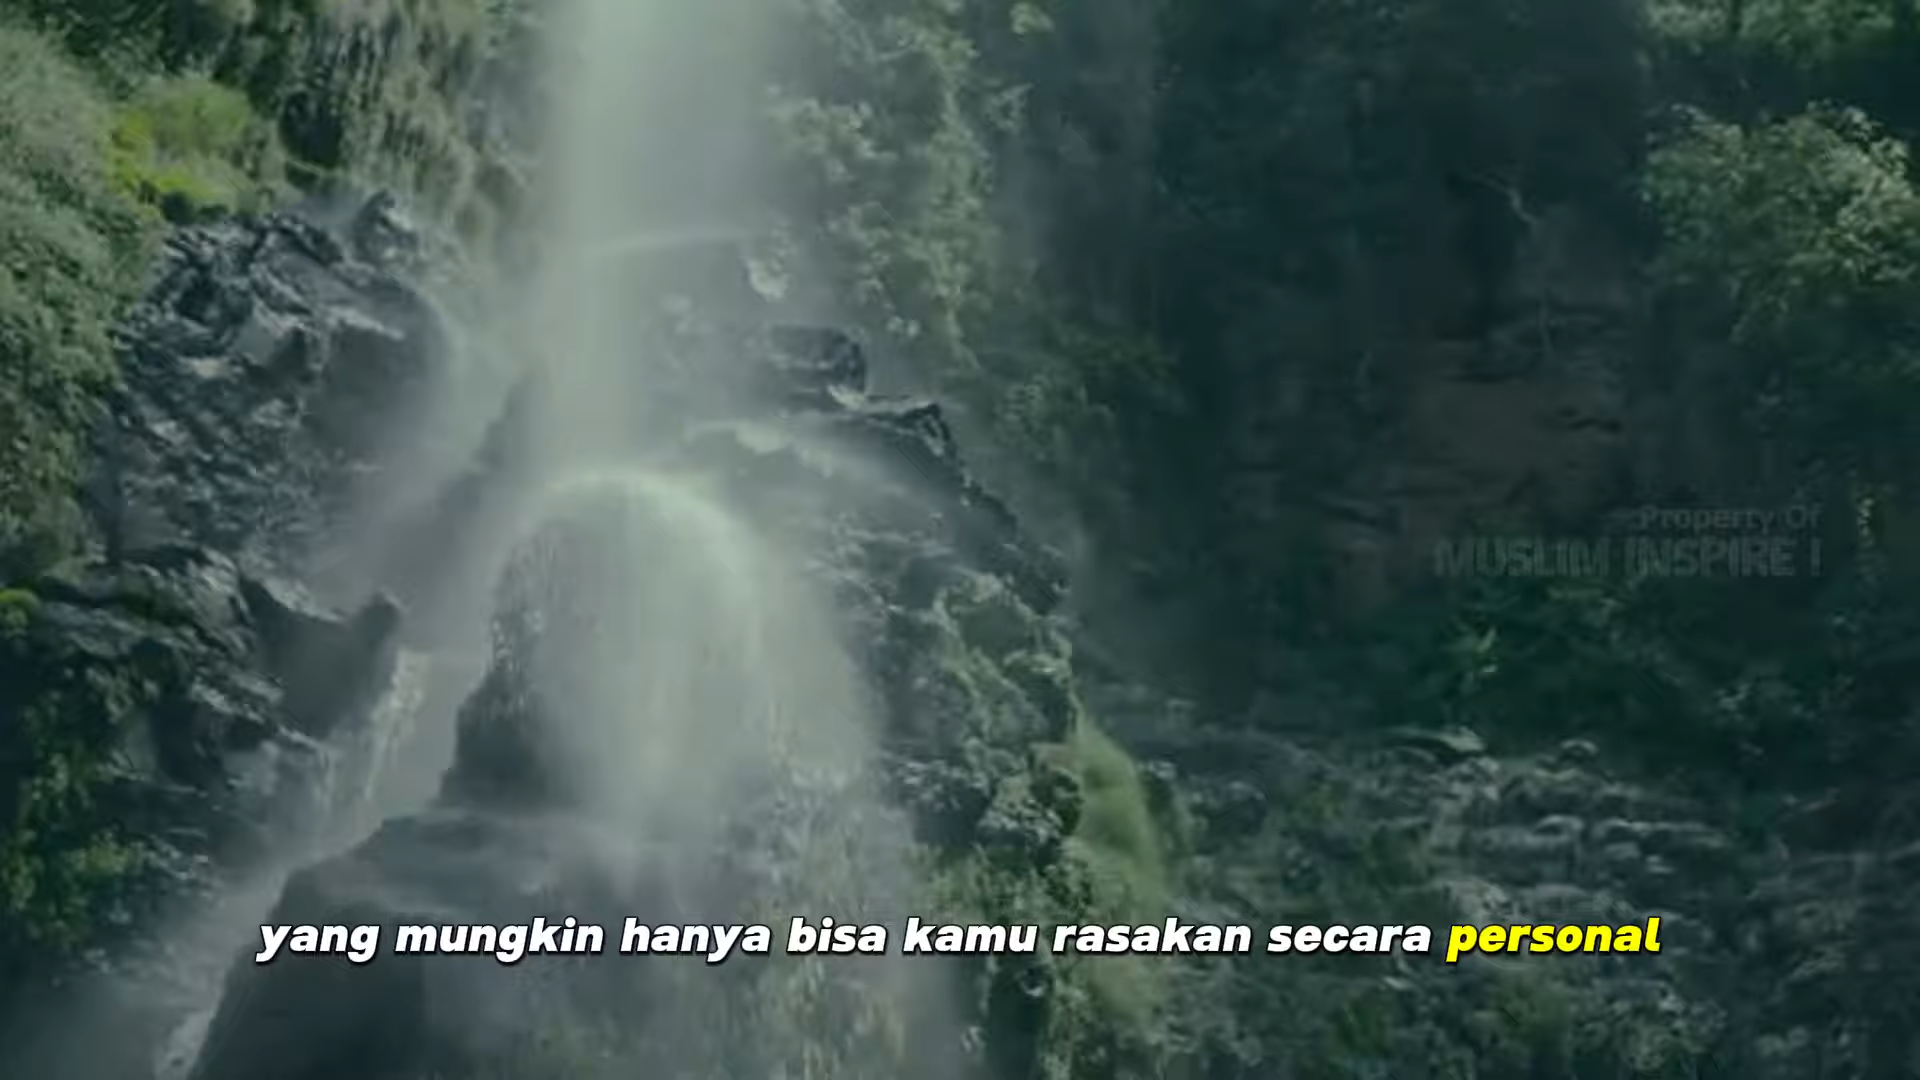 Property Of
MUSLIM INSPIRE !
yang mungkin hanya bisa kamu rasakan secara personal